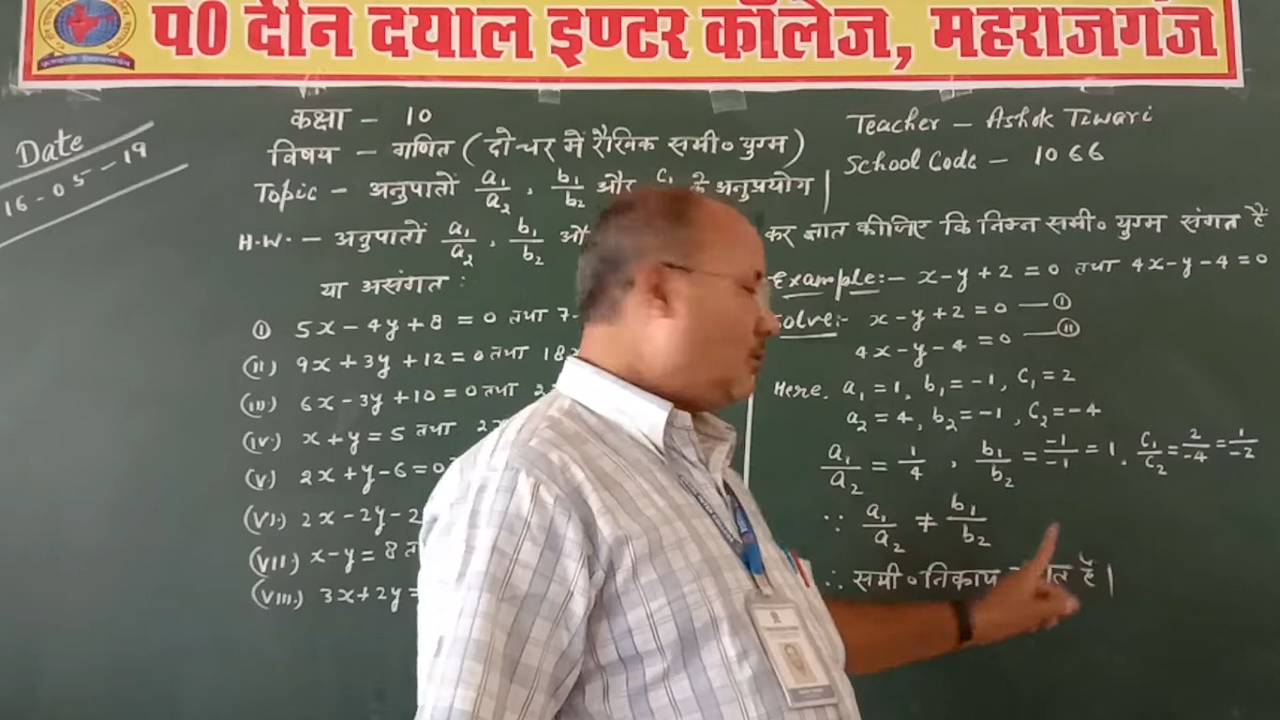 पं0 दीन दयाल इण्टर कॉलेज, महराजगंज
Date
16-05-19
कक्षा - 10
विषय - गणित (दो चर में रैखिक समी० युग्म)
Topic - अनुपातों a₁/a₂, b₁/b₂ और के अनुप्रयोग|
Teacher - Ashok Tiwari
School Code - 1066
H.W. - अनुपातों a₁/a₂, b₁/b₂ कर ज्ञात कीजिए कि निम्न समी० युग्म संगत हैं
या असंगत :
(i) 5x-4y+8=0 तथा 7
(ii) 9x+3y+12=0 तथा 18
(iii) 6x-3y+10=0 तथा 2
(iv) x+y=5 तथा 2
(v) 2x+y-6=0
(vi) 2x-2y-2
(vii) x-y=8
(viii) 3x+2y=
Example:- x-y+2=0 तथा 4x-y-4=0
Solve:- x-y+2=0 —(i)
4x-y-4=0 —(ii)
Here, a₁=1, b₁=-1, c₁=2
a₂=4, b₂=-1, c₂=-4
a₁/a₂ = 1/4, b₁/b₂ = -1/-1 = 1, c₁/c₂ = 2/-4 = 1/-2
∵ a₁/a₂ ≠ b₁/b₂
∴ समी० निकाय है|